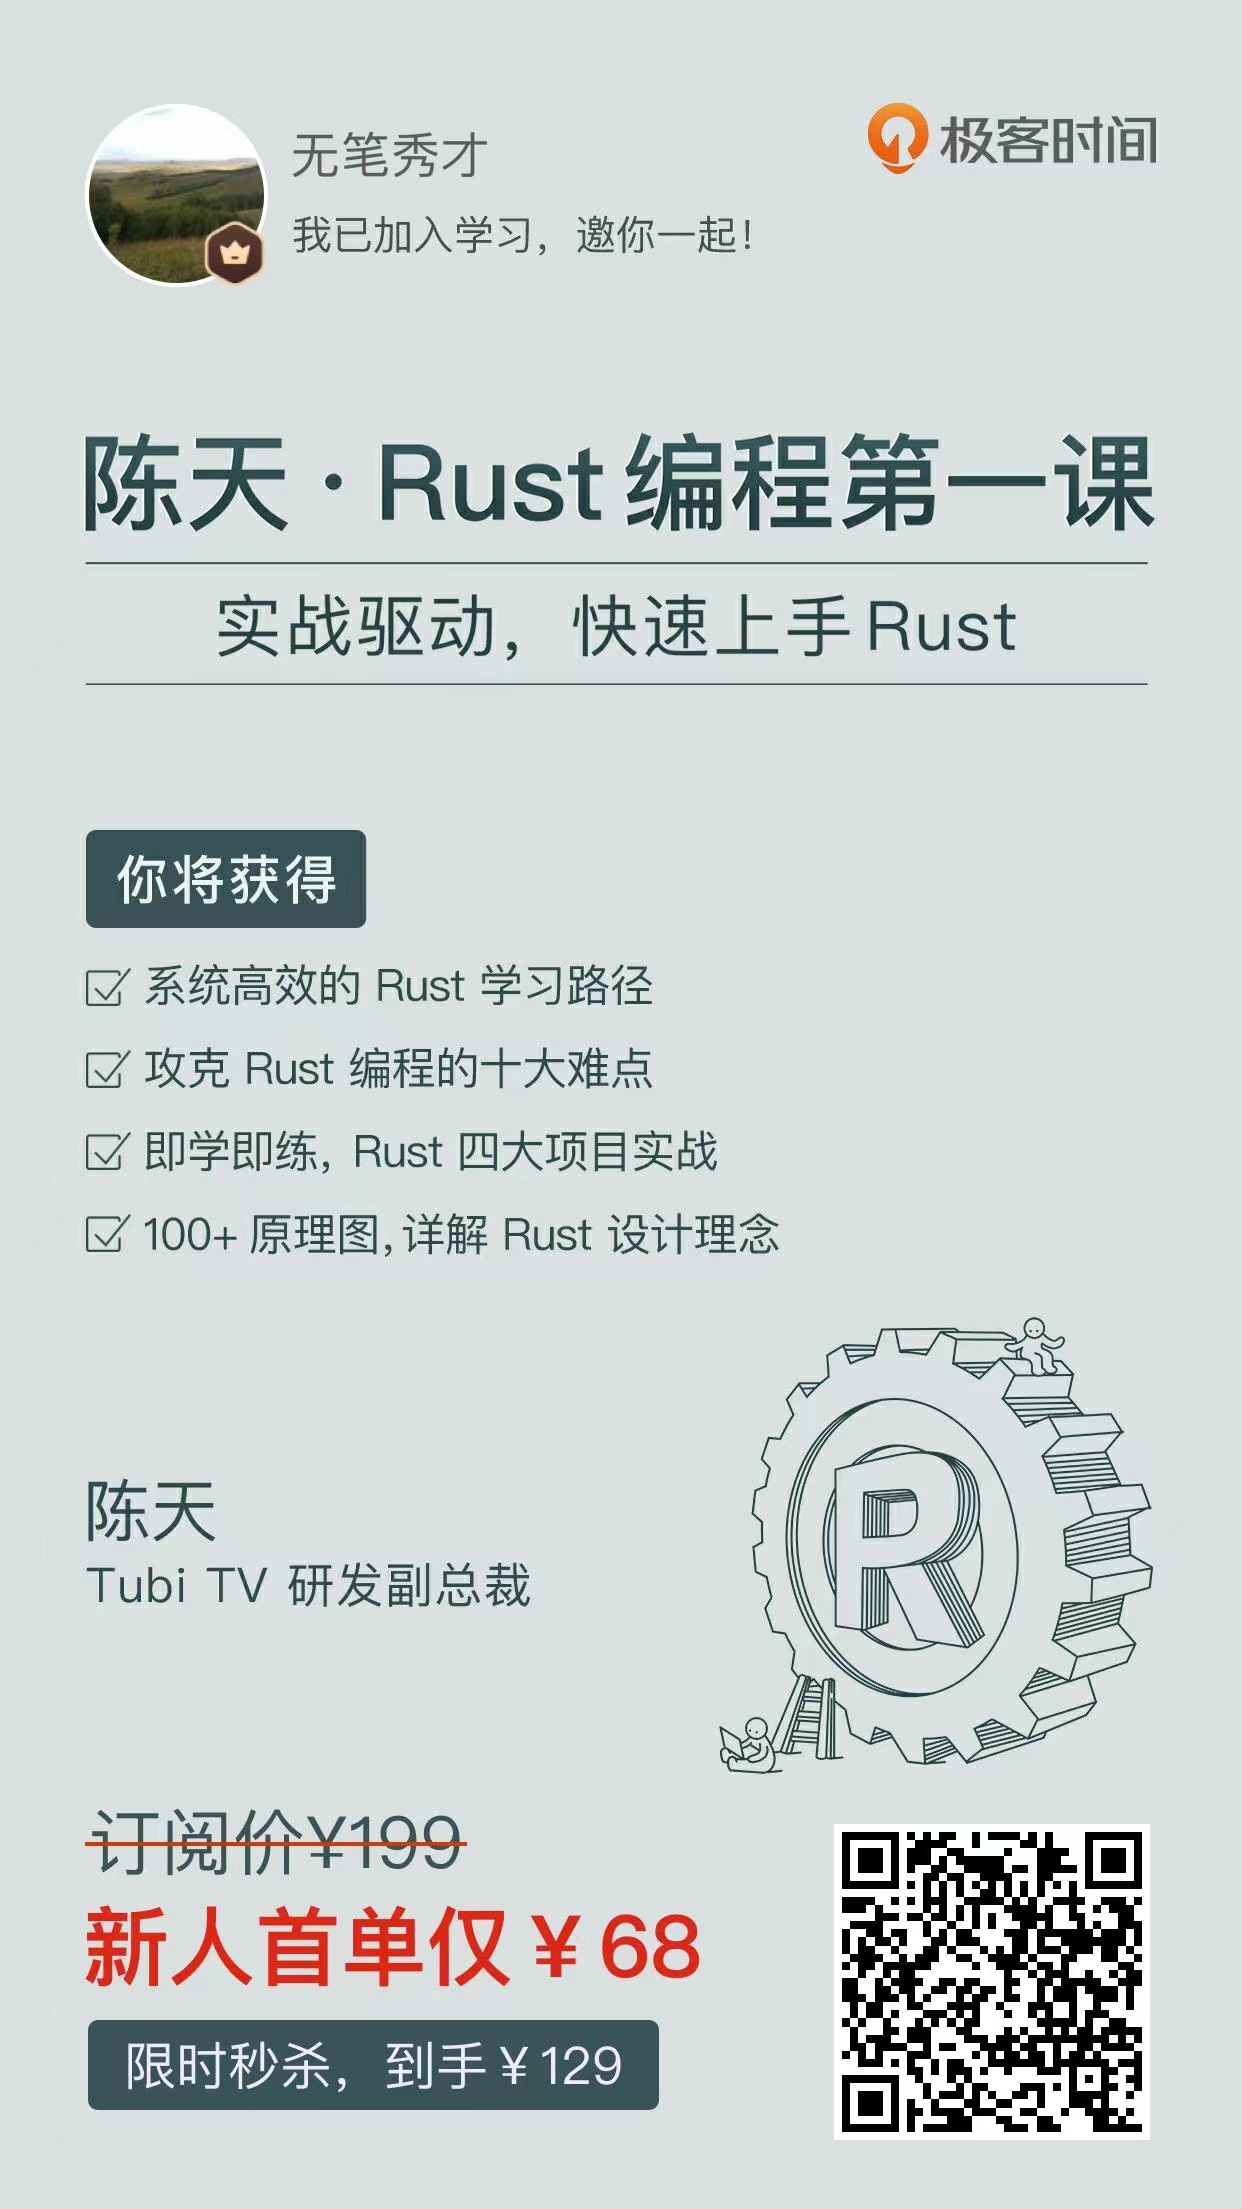 无笔秀才
极客时间
我已加入学习，邀你一起！
陈天·Rust 编程第一课
实战驱动，快速上手Rust
你将获得
系统高效的 Rust 学习路径
攻克 Rust 编程的十大难点
即学即练，Rust 四大项目实战
100+ 原理图，详解 Rust 设计理念
R
陈天
Tubi TV 研发副总裁
订阅价¥199
新人首单仅 ¥ 68
限时秒杀，到手 ¥ 129